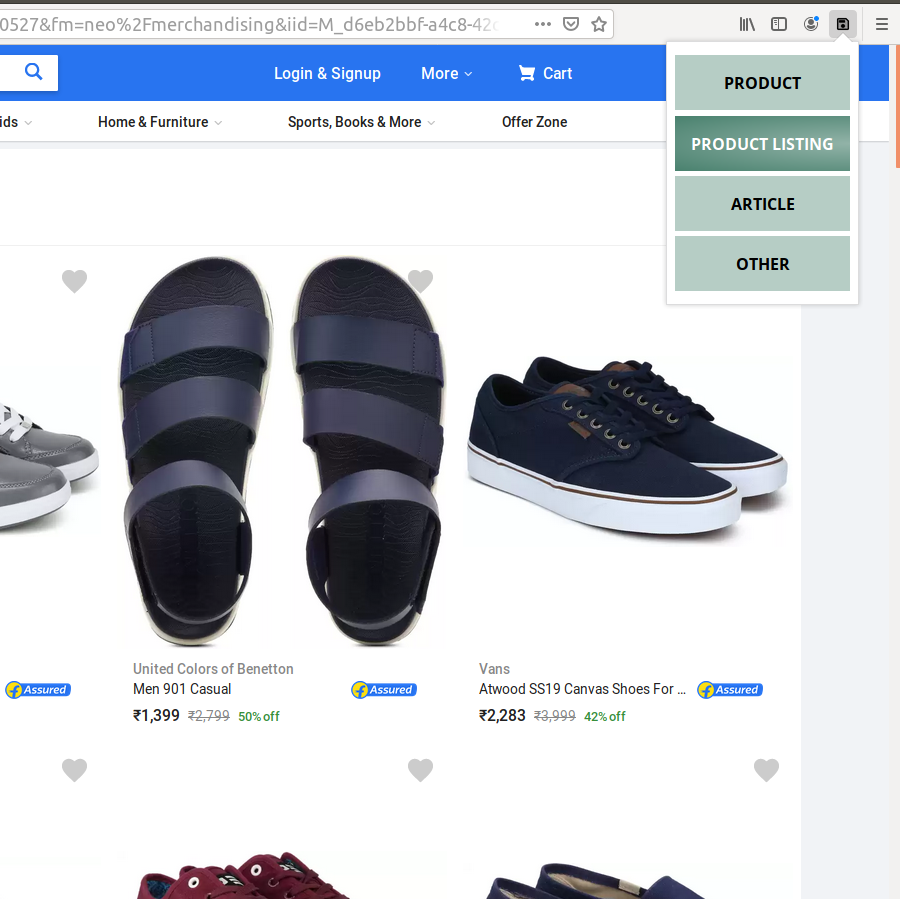 0527&fm=neo%2Fmerchandising&iid=M_d6eb2bbf-a4c8-42c
Login & Signup More Cart
PRODUCT
PRODUCT LISTING
ARTICLE
OTHER
ids Home & Furniture Sports, Books & More Offer Zone
United Colors of Benetton
Men 901 Casual
₹1,399 ₹2,799 50% off
Vans
Atwood SS19 Canvas Shoes For ...
₹2,283 ₹3,999 42% off
f Assured
f Assured
f Assured